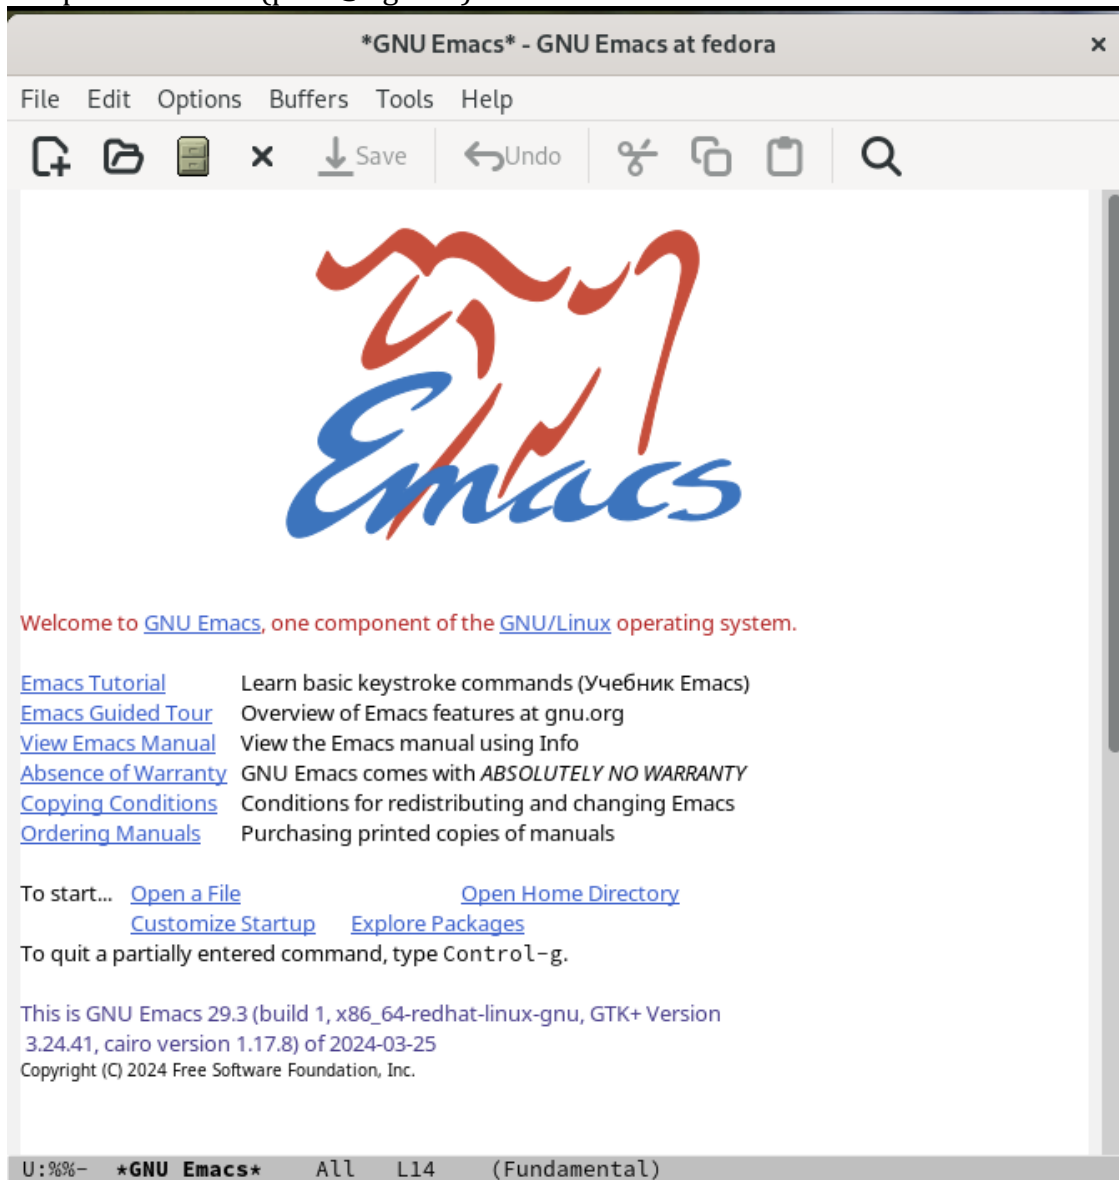 *GNU Emacs* - GNU Emacs at fedora
File Edit Options Buffers Tools Help
Save Undo
Emacs
Welcome to GNU Emacs, one component of the GNU/Linux operating system.
Emacs Tutorial Learn basic keystroke commands (Учебник Emacs)
Emacs Guided Tour Overview of Emacs features at gnu.org
View Emacs Manual View the Emacs manual using Info
Absence of Warranty GNU Emacs comes with ABSOLUTELY NO WARRANTY
Copying Conditions Conditions for redistributing and changing Emacs
Ordering Manuals Purchasing printed copies of manuals
To start... Open a File Open Home Directory
Customize Startup Explore Packages
To quit a partially entered command, type Control-g.
This is GNU Emacs 29.3 (build 1, x86_64-redhat-linux-gnu, GTK+ Version
3.24.41, cairo version 1.17.8) of 2024-03-25
Copyright (C) 2024 Free Software Foundation, Inc.
U:%%- *GNU Emacs* All L14 (Fundamental)